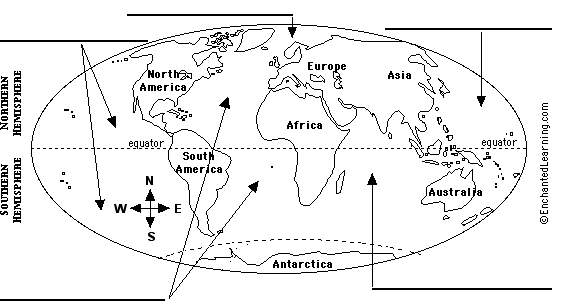 NORTHERN
HEMISPHERE
SOUTHERN
HEMISPHERE
North
America
Europe
Asia
Africa
equator
equator
South
America
Australia
N
W E
S
Antarctica
©EnchantedLearning.com